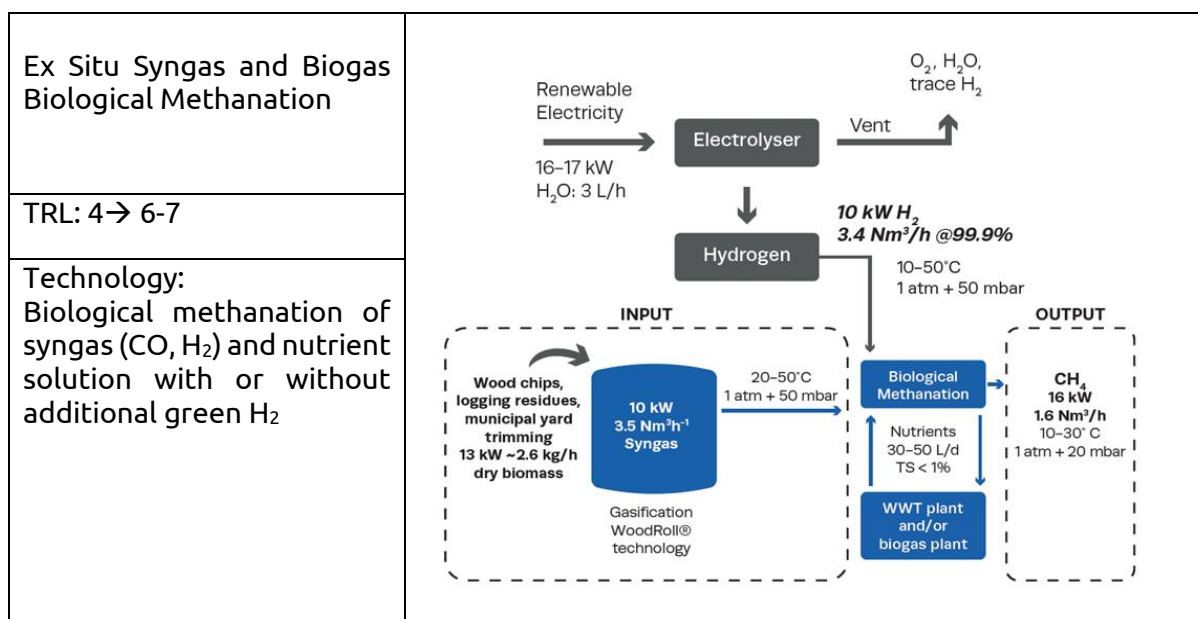 Ex Situ Syngas and Biogas
Biological Methanation
TRL: 4→ 6-7
Technology:
Biological methanation of
syngas (CO, H₂) and nutrient
solution with or without
additional green H₂
Renewable
Electricity
16–17 kW
H₂O: 3 L/h
Electrolyser
Vent
O₂, H₂O,
trace H₂
Hydrogen
10 kW H₂
3.4 Nm³/h @99.9%
10–50°C
1 atm + 50 mbar
INPUT
Wood chips,
logging residues,
municipal yard
trimming
13 kW ~2.6 kg/h
dry biomass
10 kW
3.5 Nm³h⁻¹
Syngas
Gasification
WoodRoll®
technology
20–50°C
1 atm + 50 mbar
Biological
Methanation
Nutrients
30–50 L/d
TS < 1%
WWT plant
and/or
biogas plant
OUTPUT
CH₄
16 kW
1.6 Nm³/h
10–30° C
1 atm + 20 mbar